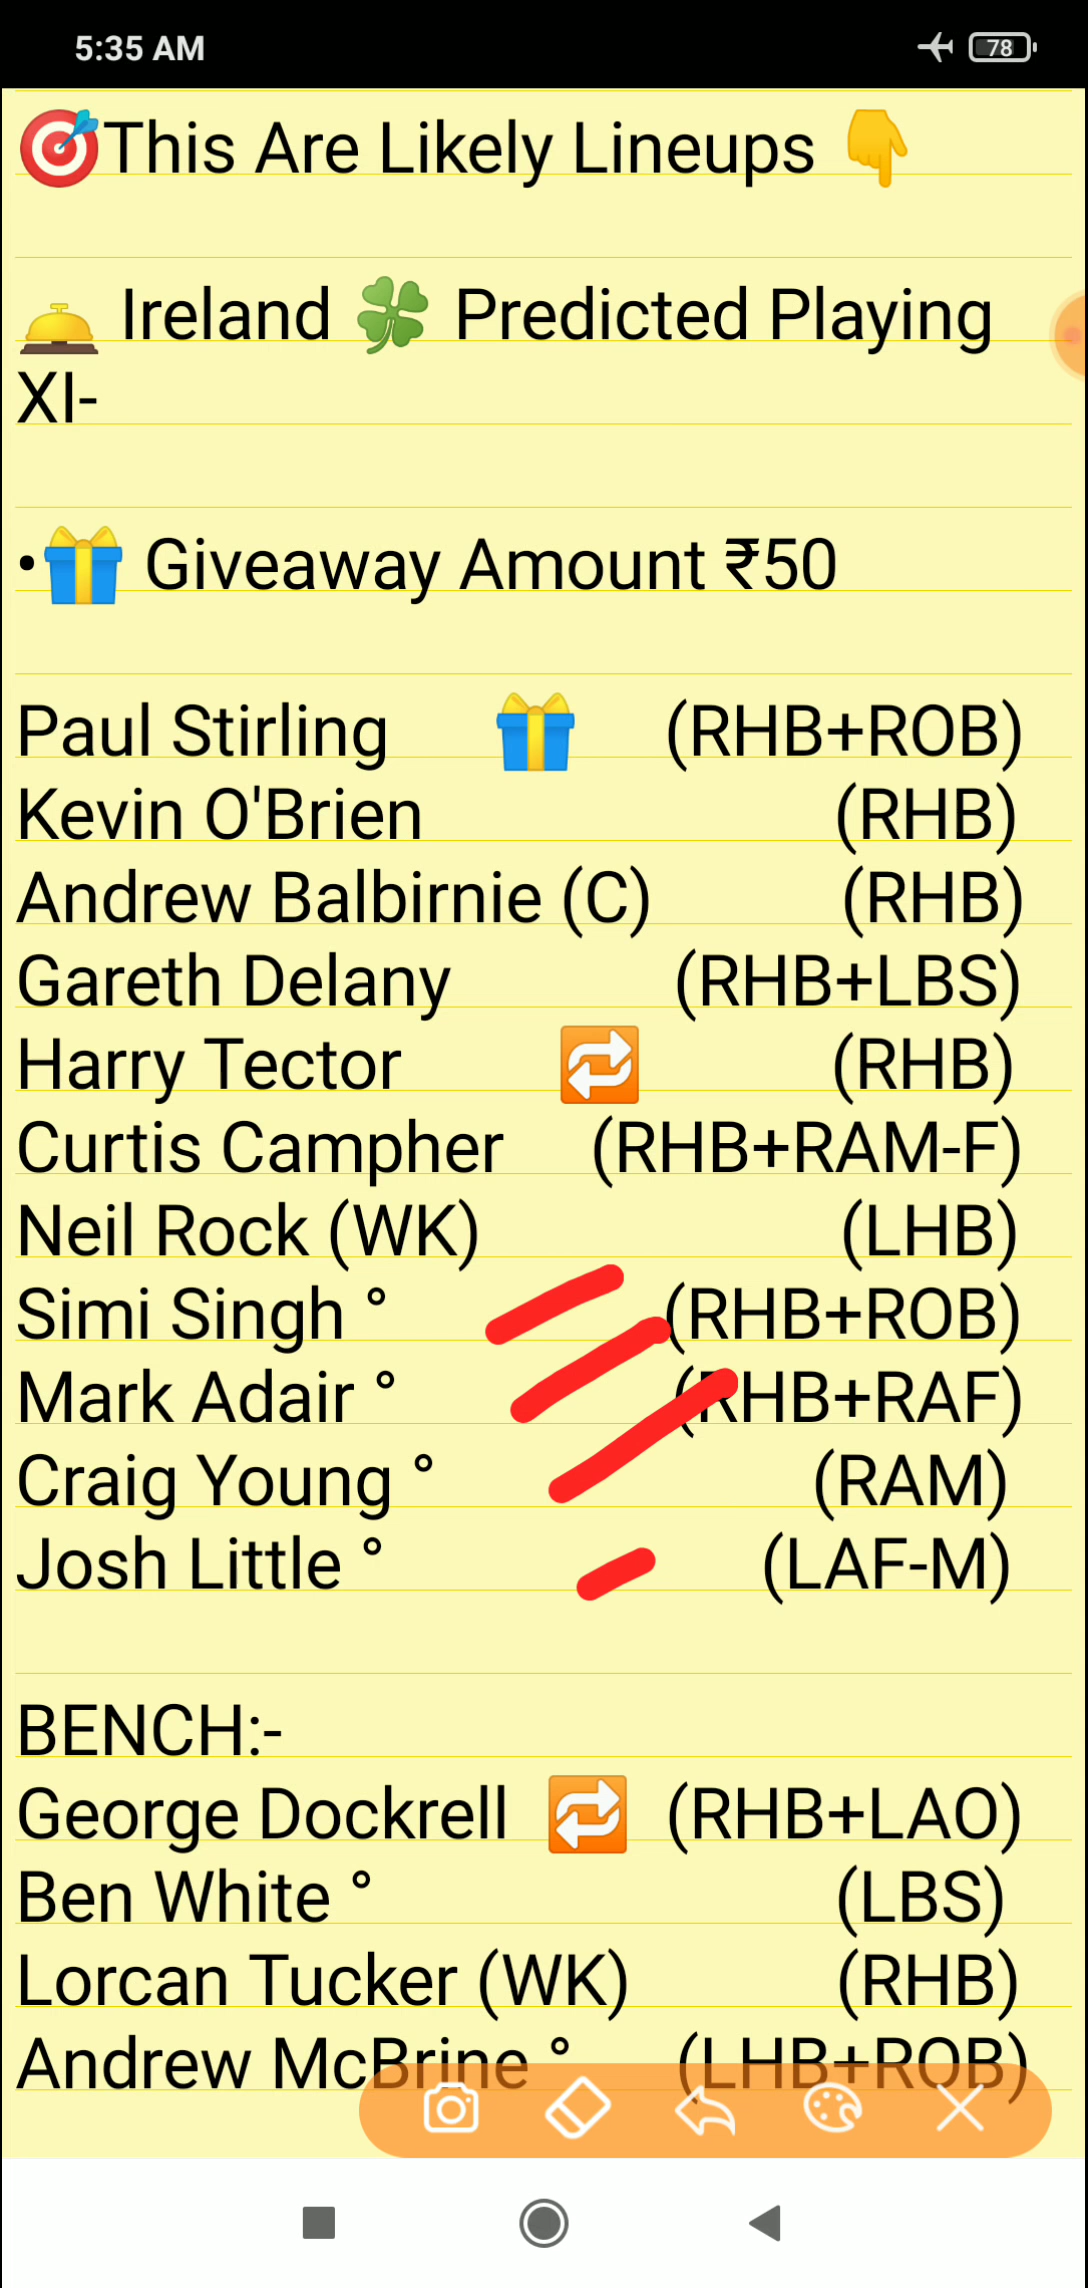 5:35 AM
78
🎯This Are Likely Lineups 👇
🛎️ Ireland 🍀 Predicted Playing
XI-
•🎁 Giveaway Amount ₹50
Paul Stirling 🎁 (RHB+ROB)
Kevin O'Brien (RHB)
Andrew Balbirnie (C) (RHB)
Gareth Delany (RHB+LBS)
Harry Tector 🔁 (RHB)
Curtis Campher (RHB+RAM-F)
Neil Rock (WK) (LHB)
Simi Singh ° (RHB+ROB)
Mark Adair ° (RHB+RAF)
Craig Young ° (RAM)
Josh Little ° (LAF-M)
BENCH:-
George Dockrell 🔁 (RHB+LAO)
Ben White ° (LBS)
Lorcan Tucker (WK) (RHB)
Andrew McBrine ° (LHB+ROB)